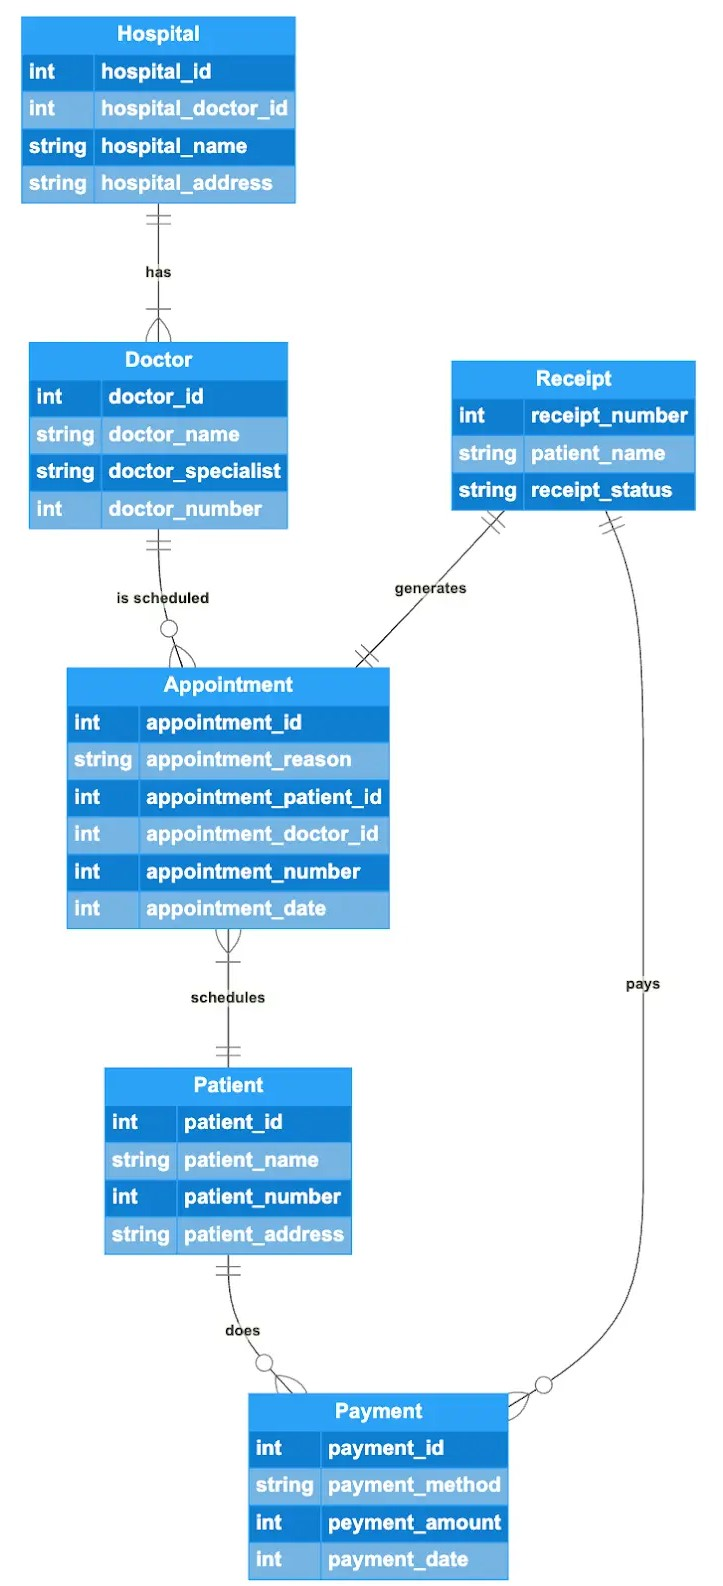 Hospital
int hospital_id
int hospital_doctor_id
string hospital_name
string hospital_address
has
Doctor
int doctor_id
string doctor_name
string doctor_specialist
int doctor_number
Receipt
int receipt_number
string patient_name
string receipt_status
generates
is scheduled
Appointment
int appointment_id
string appointment_reason
int appointment_patient_id
int appointment_doctor_id
int appointment_number
int appointment_date
pays
schedules
Patient
int patient_id
string patient_name
int patient_number
string patient_address
does
Payment
int payment_id
string payment_method
int peyment_amount
int payment_date